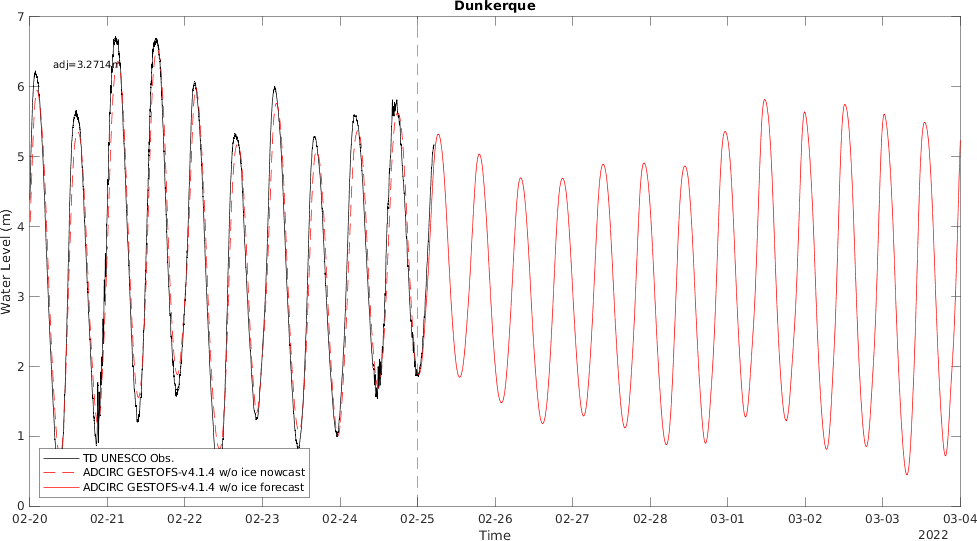 Dunkerque
7
6
5
4
3
2
1
0
Water Level (m)
adj=3.2714m
TD UNESCO Obs.
ADCIRC GESTOFS-v4.1.4 w/o ice nowcast
ADCIRC GESTOFS-v4.1.4 w/o ice forecast
02-20 02-21 02-22 02-23 02-24 02-25 02-26 02-27 02-28 03-01 03-02 03-03 03-04
Time
2022